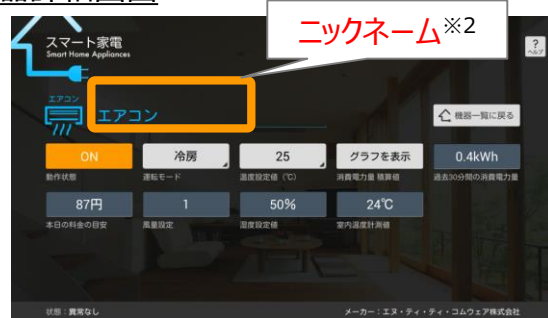 ニックネーム※2
スマート家電
Smart Home Appliances
?
ヘルプ
エアコン
エアコン
機器一覧に戻る
ON
冷房
25
グラフを表示
0.4kWh
動作状態
運転モード
温度設定値（℃）
消費電力量 積算値
過去30分間の消費電力量
87円
1
50%
24℃
本日の料金の目安
風量設定
湿度設定値
室内温度計測値
状態：異常なし
メーカー：エヌ・ティ・ティ・コムウェア株式会社